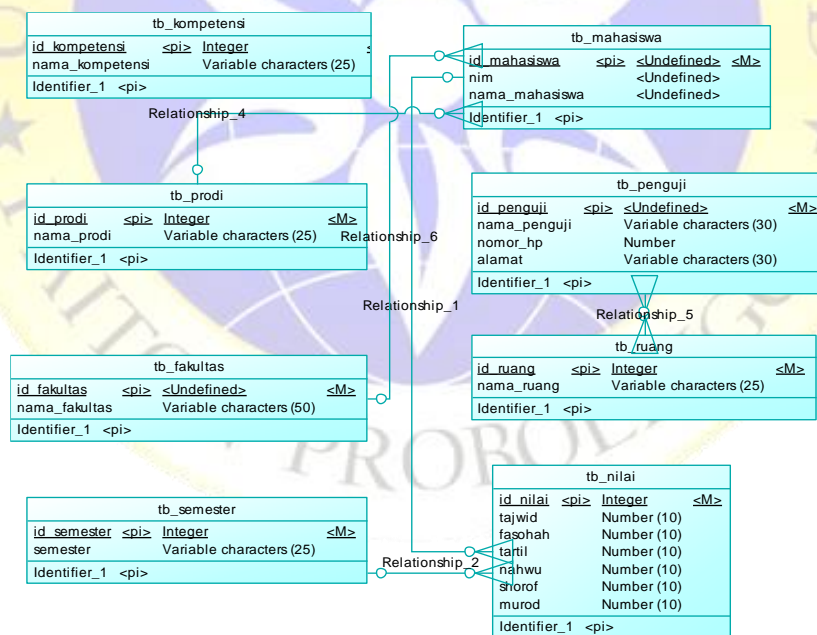 tb_kompetensi
id_kompetensi <pi> Integer
nama_kompetensi Variable characters (25)
Identifier_1 <pi>
tb_mahasiswa
id_mahasiswa <pi> <Undefined> <M>
nim <Undefined>
nama_mahasiswa <Undefined>
Identifier_1 <pi>
Relationship_4
tb_prodi
id_prodi <pi> Integer <M>
nama_prodi Variable characters (25)
Identifier_1 <pi>
Relationship_6
tb_penguji
id_penguji <pi> <Undefined> <M>
nama_penguji Variable characters (30)
nomor_hp Number
alamat Variable characters (30)
Identifier_1 <pi>
Relationship_1
Relationship_5
tb_ruang
id_ruang <pi> Integer <M>
nama_ruang Variable characters (25)
Identifier_1 <pi>
tb_fakultas
id_fakultas <pi> <Undefined> <M>
nama_fakultas Variable characters (50)
Identifier_1 <pi>
tb_semester
id_semester <pi> Integer <M>
semester Variable characters (25)
Identifier_1 <pi>
Relationship_2
tb_nilai
id_nilai <pi> Integer <M>
tajwid Number (10)
fasohah Number (10)
tartil Number (10)
nahwu Number (10)
shorof Number (10)
murod Number (10)
Identifier_1 <pi>